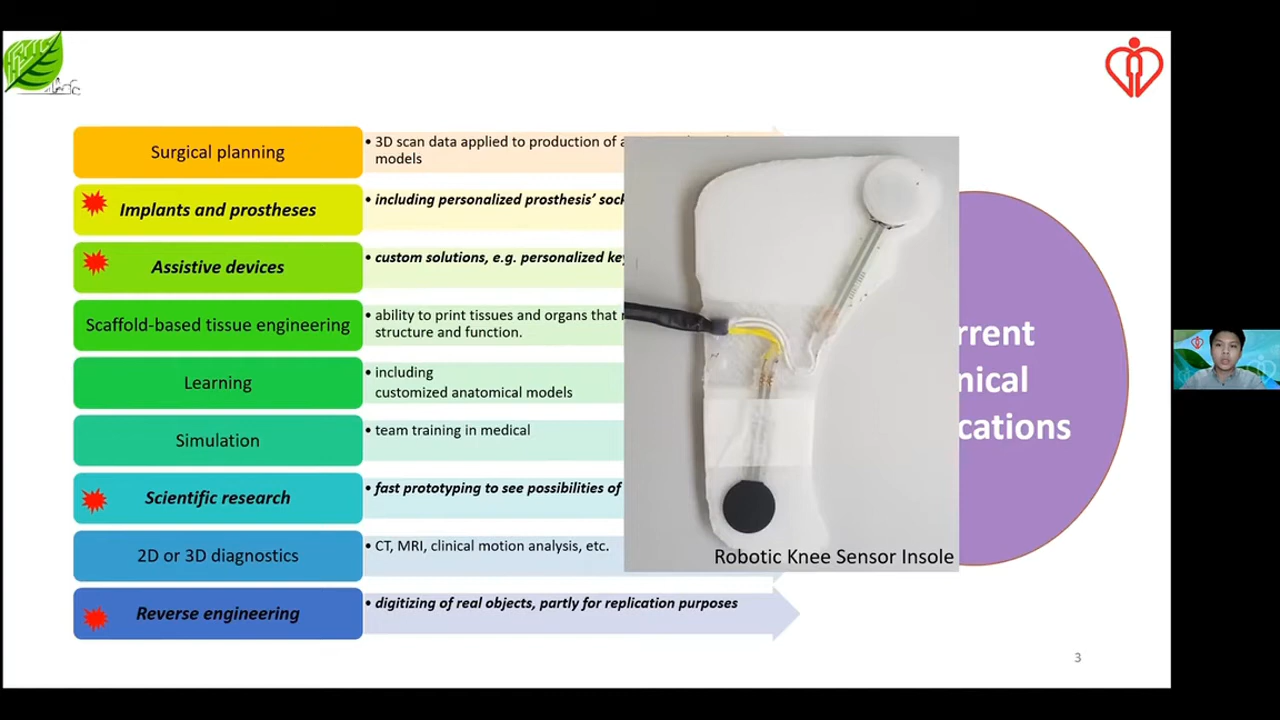 Surgical planning
• 3D scan data applied to production of
models
Implants and prostheses
• including personalized prosthesis’
Assistive devices
• custom solutions, e.g. personalized
Scaffold-based tissue engineering
• ability to print tissues and organs that
structure and function.
Learning
• including
customized anatomical models
Simulation
• team training in medical
Scientific research
• fast prototyping to see possibilities of
2D or 3D diagnostics
• CT, MRI, clinical motion analysis, etc.
Reverse engineering
• digitizing of real objects, partly for replication purposes
Robotic Knee Sensor Insole
rrent
nical
cations
3